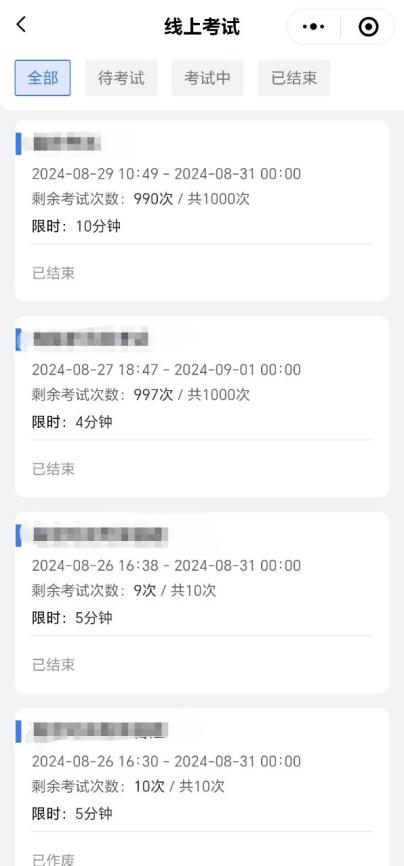 线上考试
全部 待考试 考试中 已结束
2024-08-29 10:49 - 2024-08-31 00:00
剩余考试次数：990次 / 共1000次
限时：10分钟
已结束
2024-08-27 18:47 - 2024-09-01 00:00
剩余考试次数：997次 / 共1000次
限时：4分钟
已结束
2024-08-26 16:38 - 2024-08-31 00:00
剩余考试次数：9次 / 共10次
限时：5分钟
已结束
2024-08-26 16:30 - 2024-08-31 00:00
剩余考试次数：10次 / 共10次
限时：5分钟
已作废